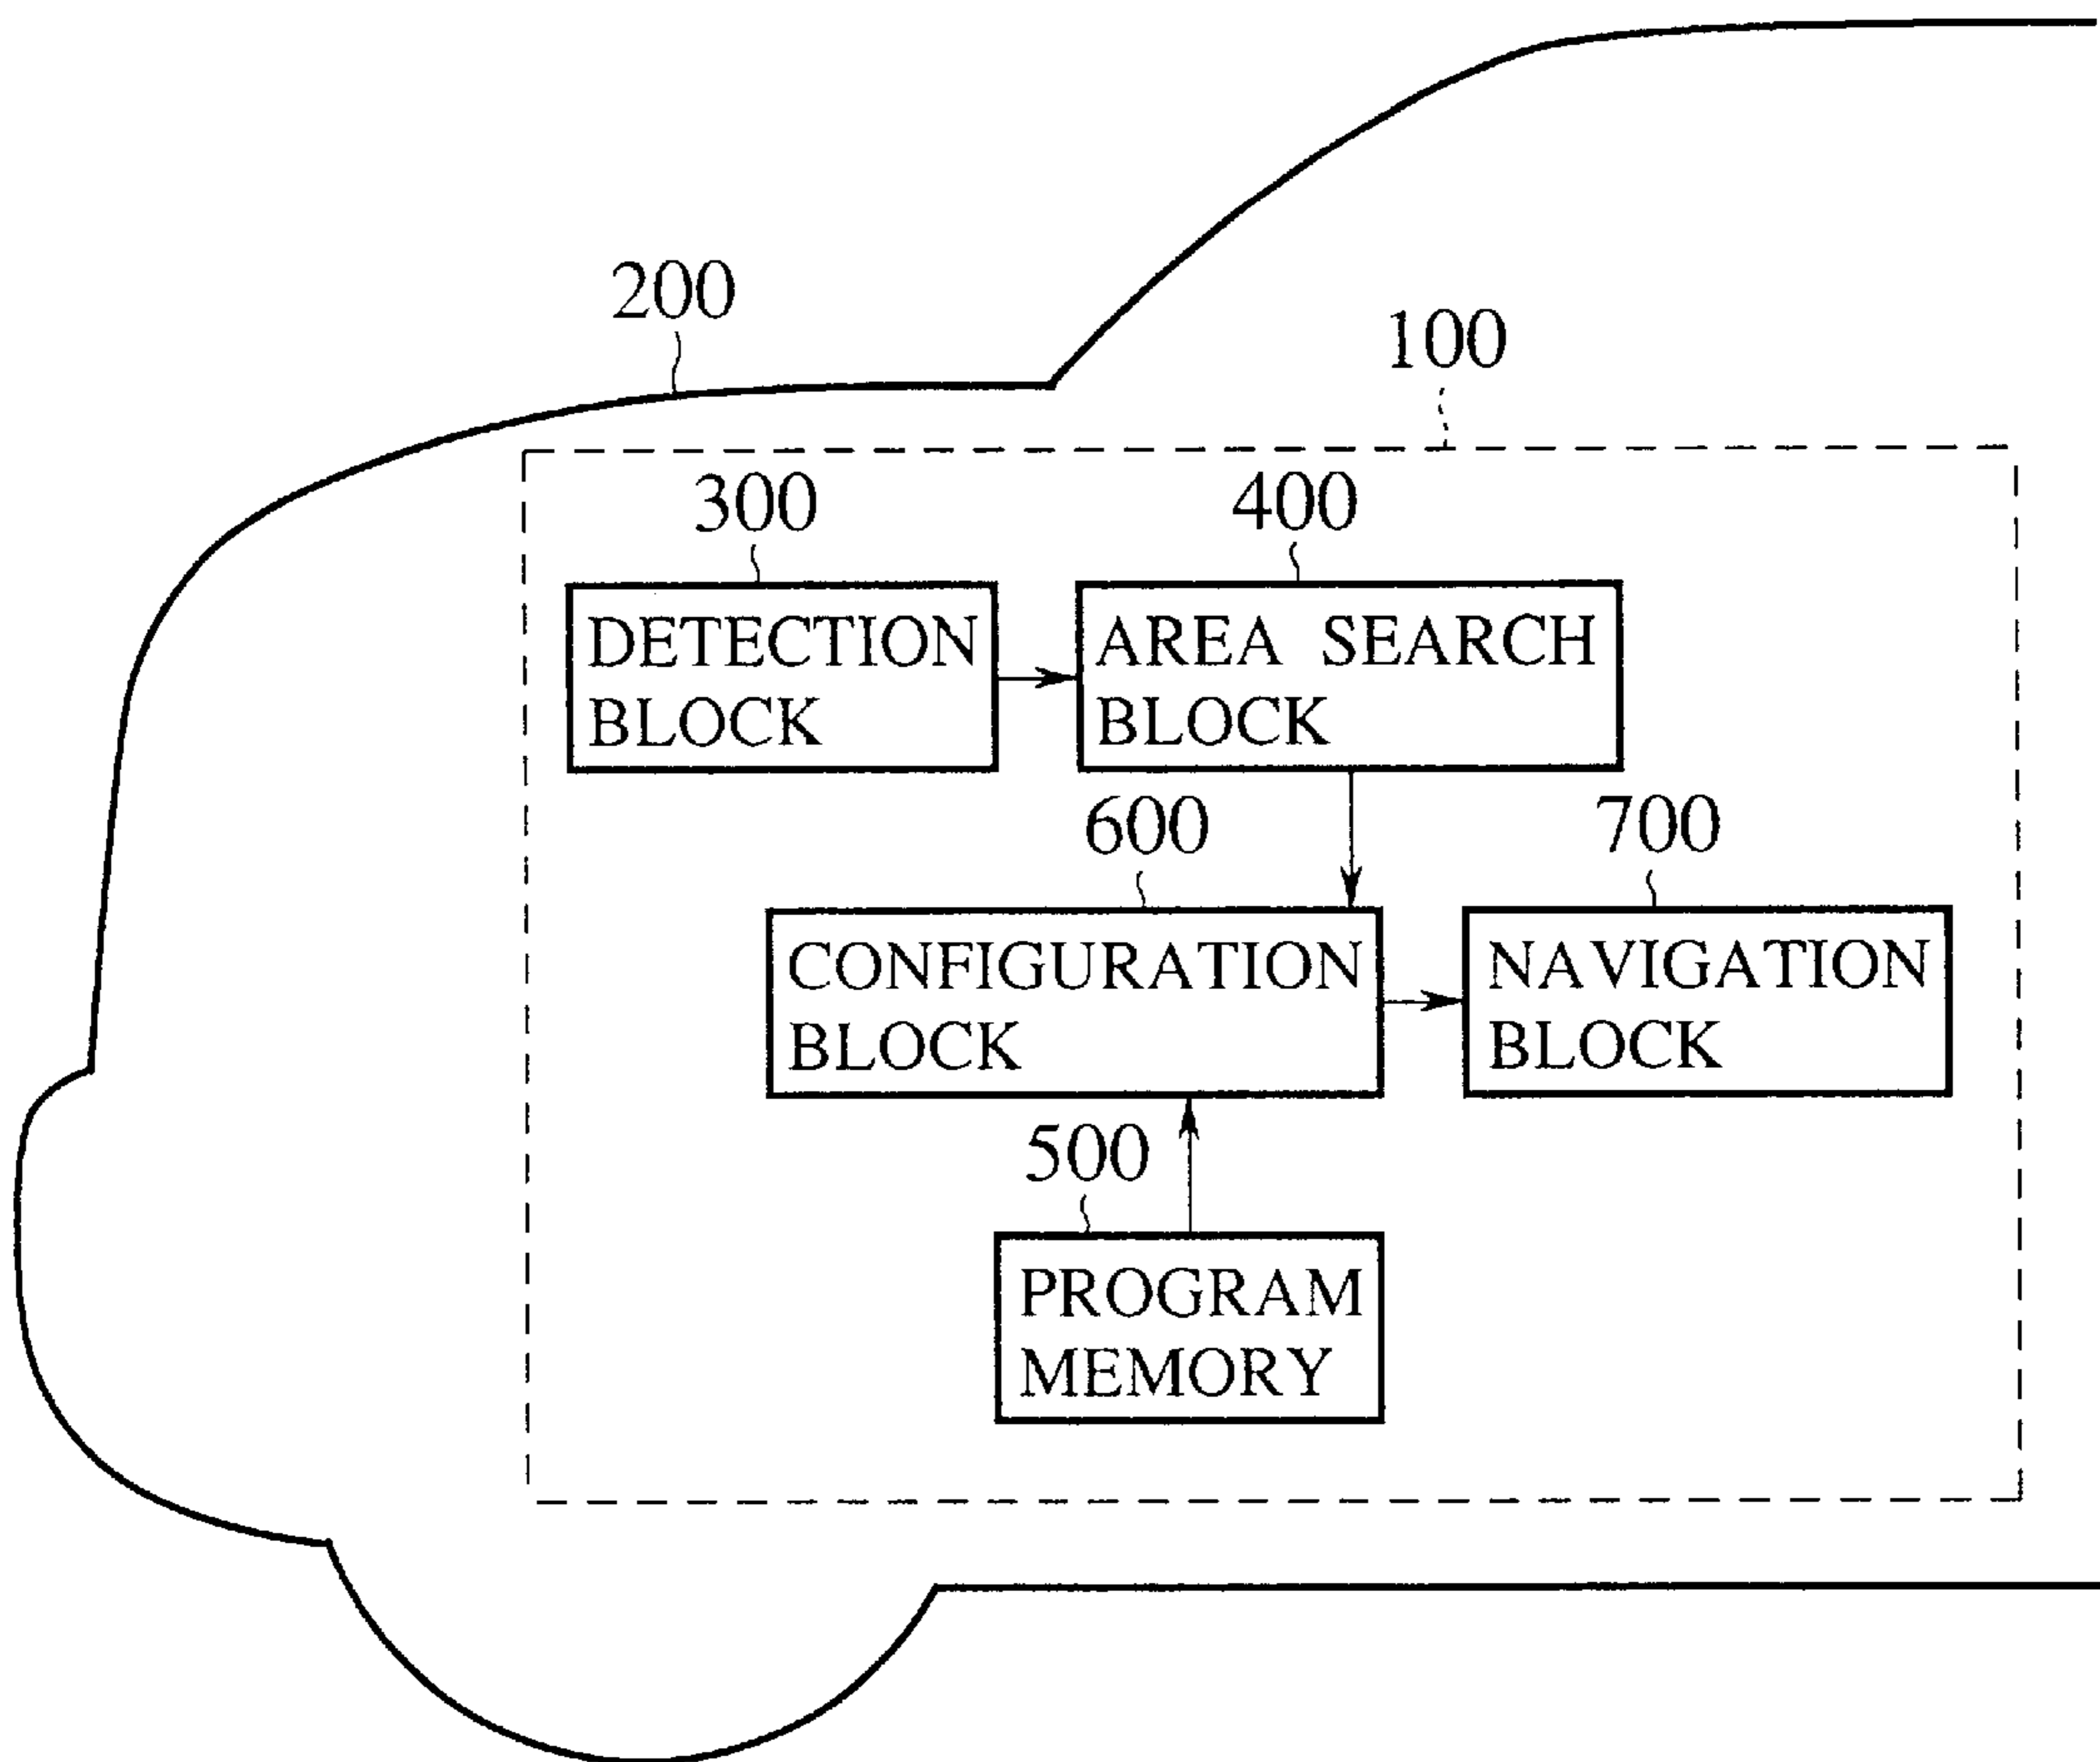 200
100
300
400
DETECTION
BLOCK
AREA SEARCH
BLOCK
600
700
CONFIGURATION
BLOCK
NAVIGATION
BLOCK
500
PROGRAM
MEMORY